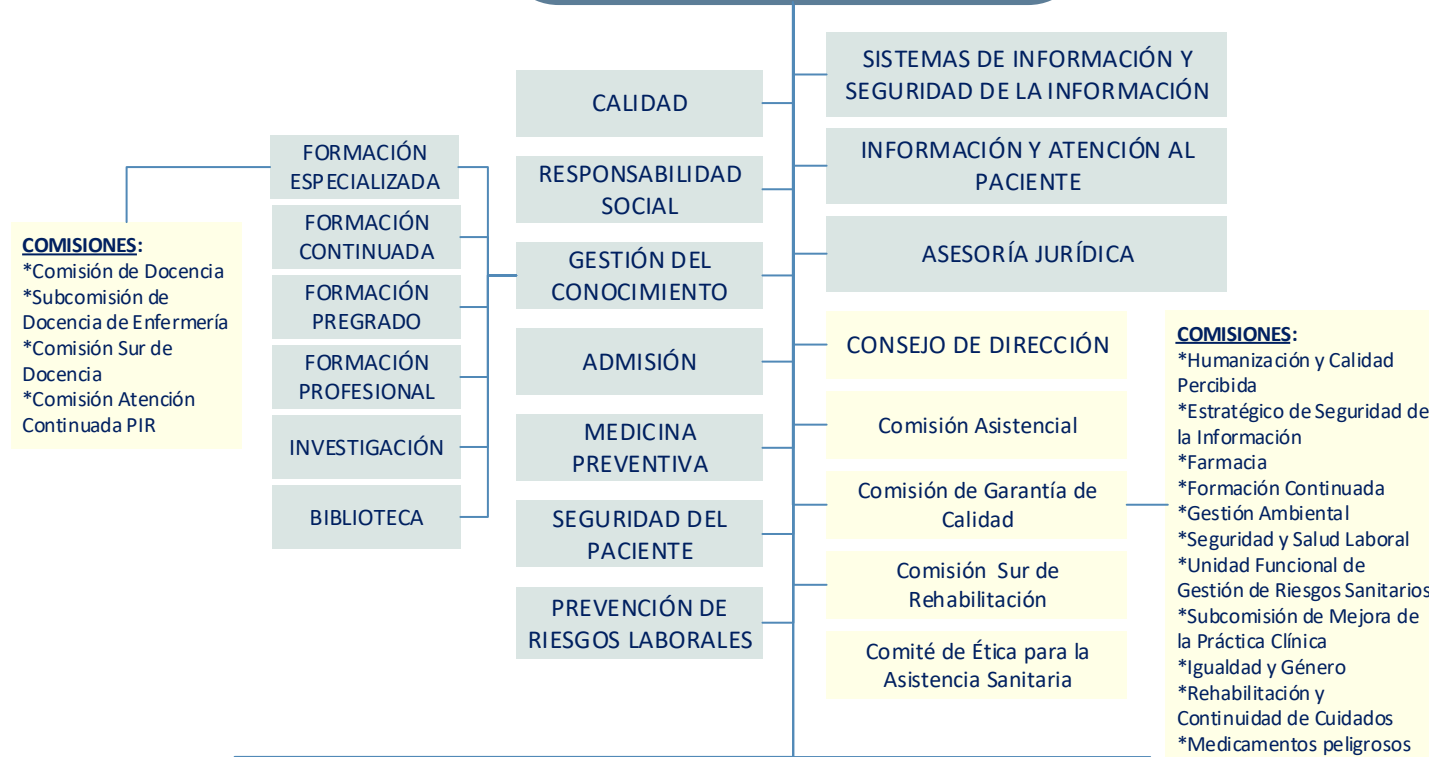 FORMACIÓN
ESPECIALIZADA
FORMACIÓN
CONTINUADA
FORMACIÓN
PREGRADO
FORMACIÓN
PROFESIONAL
INVESTIGACIÓN
BIBLIOTECA
COMISIONES:
*Comisión de Docencia
*Subcomisión de
Docencia de Enfermería
*Comisión Sur de
Docencia
*Comisión Atención
Continuada PIR
CALIDAD
RESPONSABILIDAD
SOCIAL
GESTIÓN DEL
CONOCIMIENTO
ADMISIÓN
MEDICINA
PREVENTIVA
SEGURIDAD DEL
PACIENTE
PREVENCIÓN DE
RIESGOS LABORALES
SISTEMAS DE INFORMACIÓN Y
SEGURIDAD DE LA INFORMACIÓN
INFORMACIÓN Y ATENCIÓN AL
PACIENTE
ASESORÍA JURÍDICA
CONSEJO DE DIRECCIÓN
Comisión Asistencial
Comisión de Garantía de
Calidad
Comisión Sur de
Rehabilitación
Comité de Ética para la
Asistencia Sanitaria
COMISIONES:
*Humanización y Calidad
Percibida
*Estratégico de Seguridad de
la Información
*Farmacia
*Formación Continuada
*Gestión Ambiental
*Seguridad y Salud Laboral
*Unidad Funcional de
Gestión de Riesgos Sanitarios
*Subcomisión de Mejora de
la Práctica Clínica
*Igualdad y Género
*Rehabilitación y
Continuidad de Cuidados
*Medicamentos peligrosos